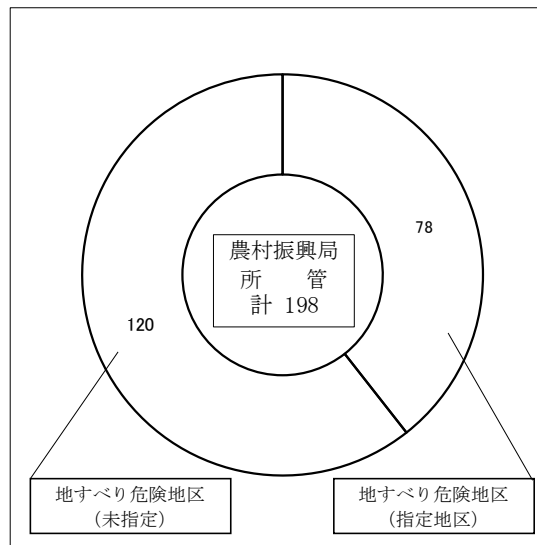 78
農村振興局
所　　管
計 198
120
地すべり危険地区
（未指定）
地すべり危険地区
（指定地区）